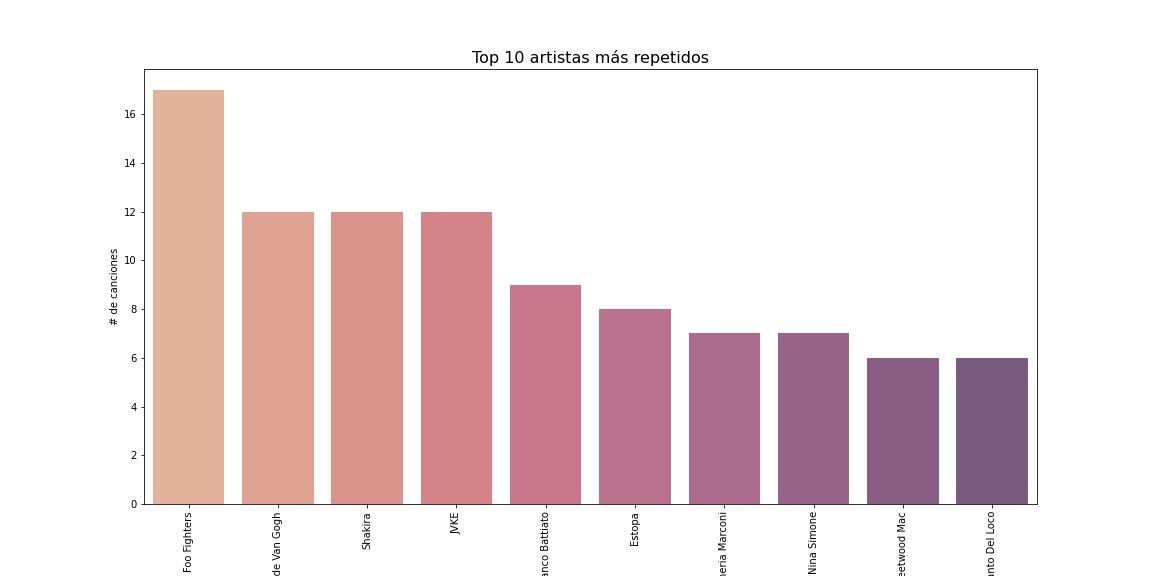 Top 10 artistas más repetidos
# de canciones
16
14
12
10
8
6
4
2
0
Foo Fighters
de Van Gogh
Shakira
JVKE
anco Battiato
Estopa
neria Marconi
Nina Simone
eetwood Mac
anto Del Loco